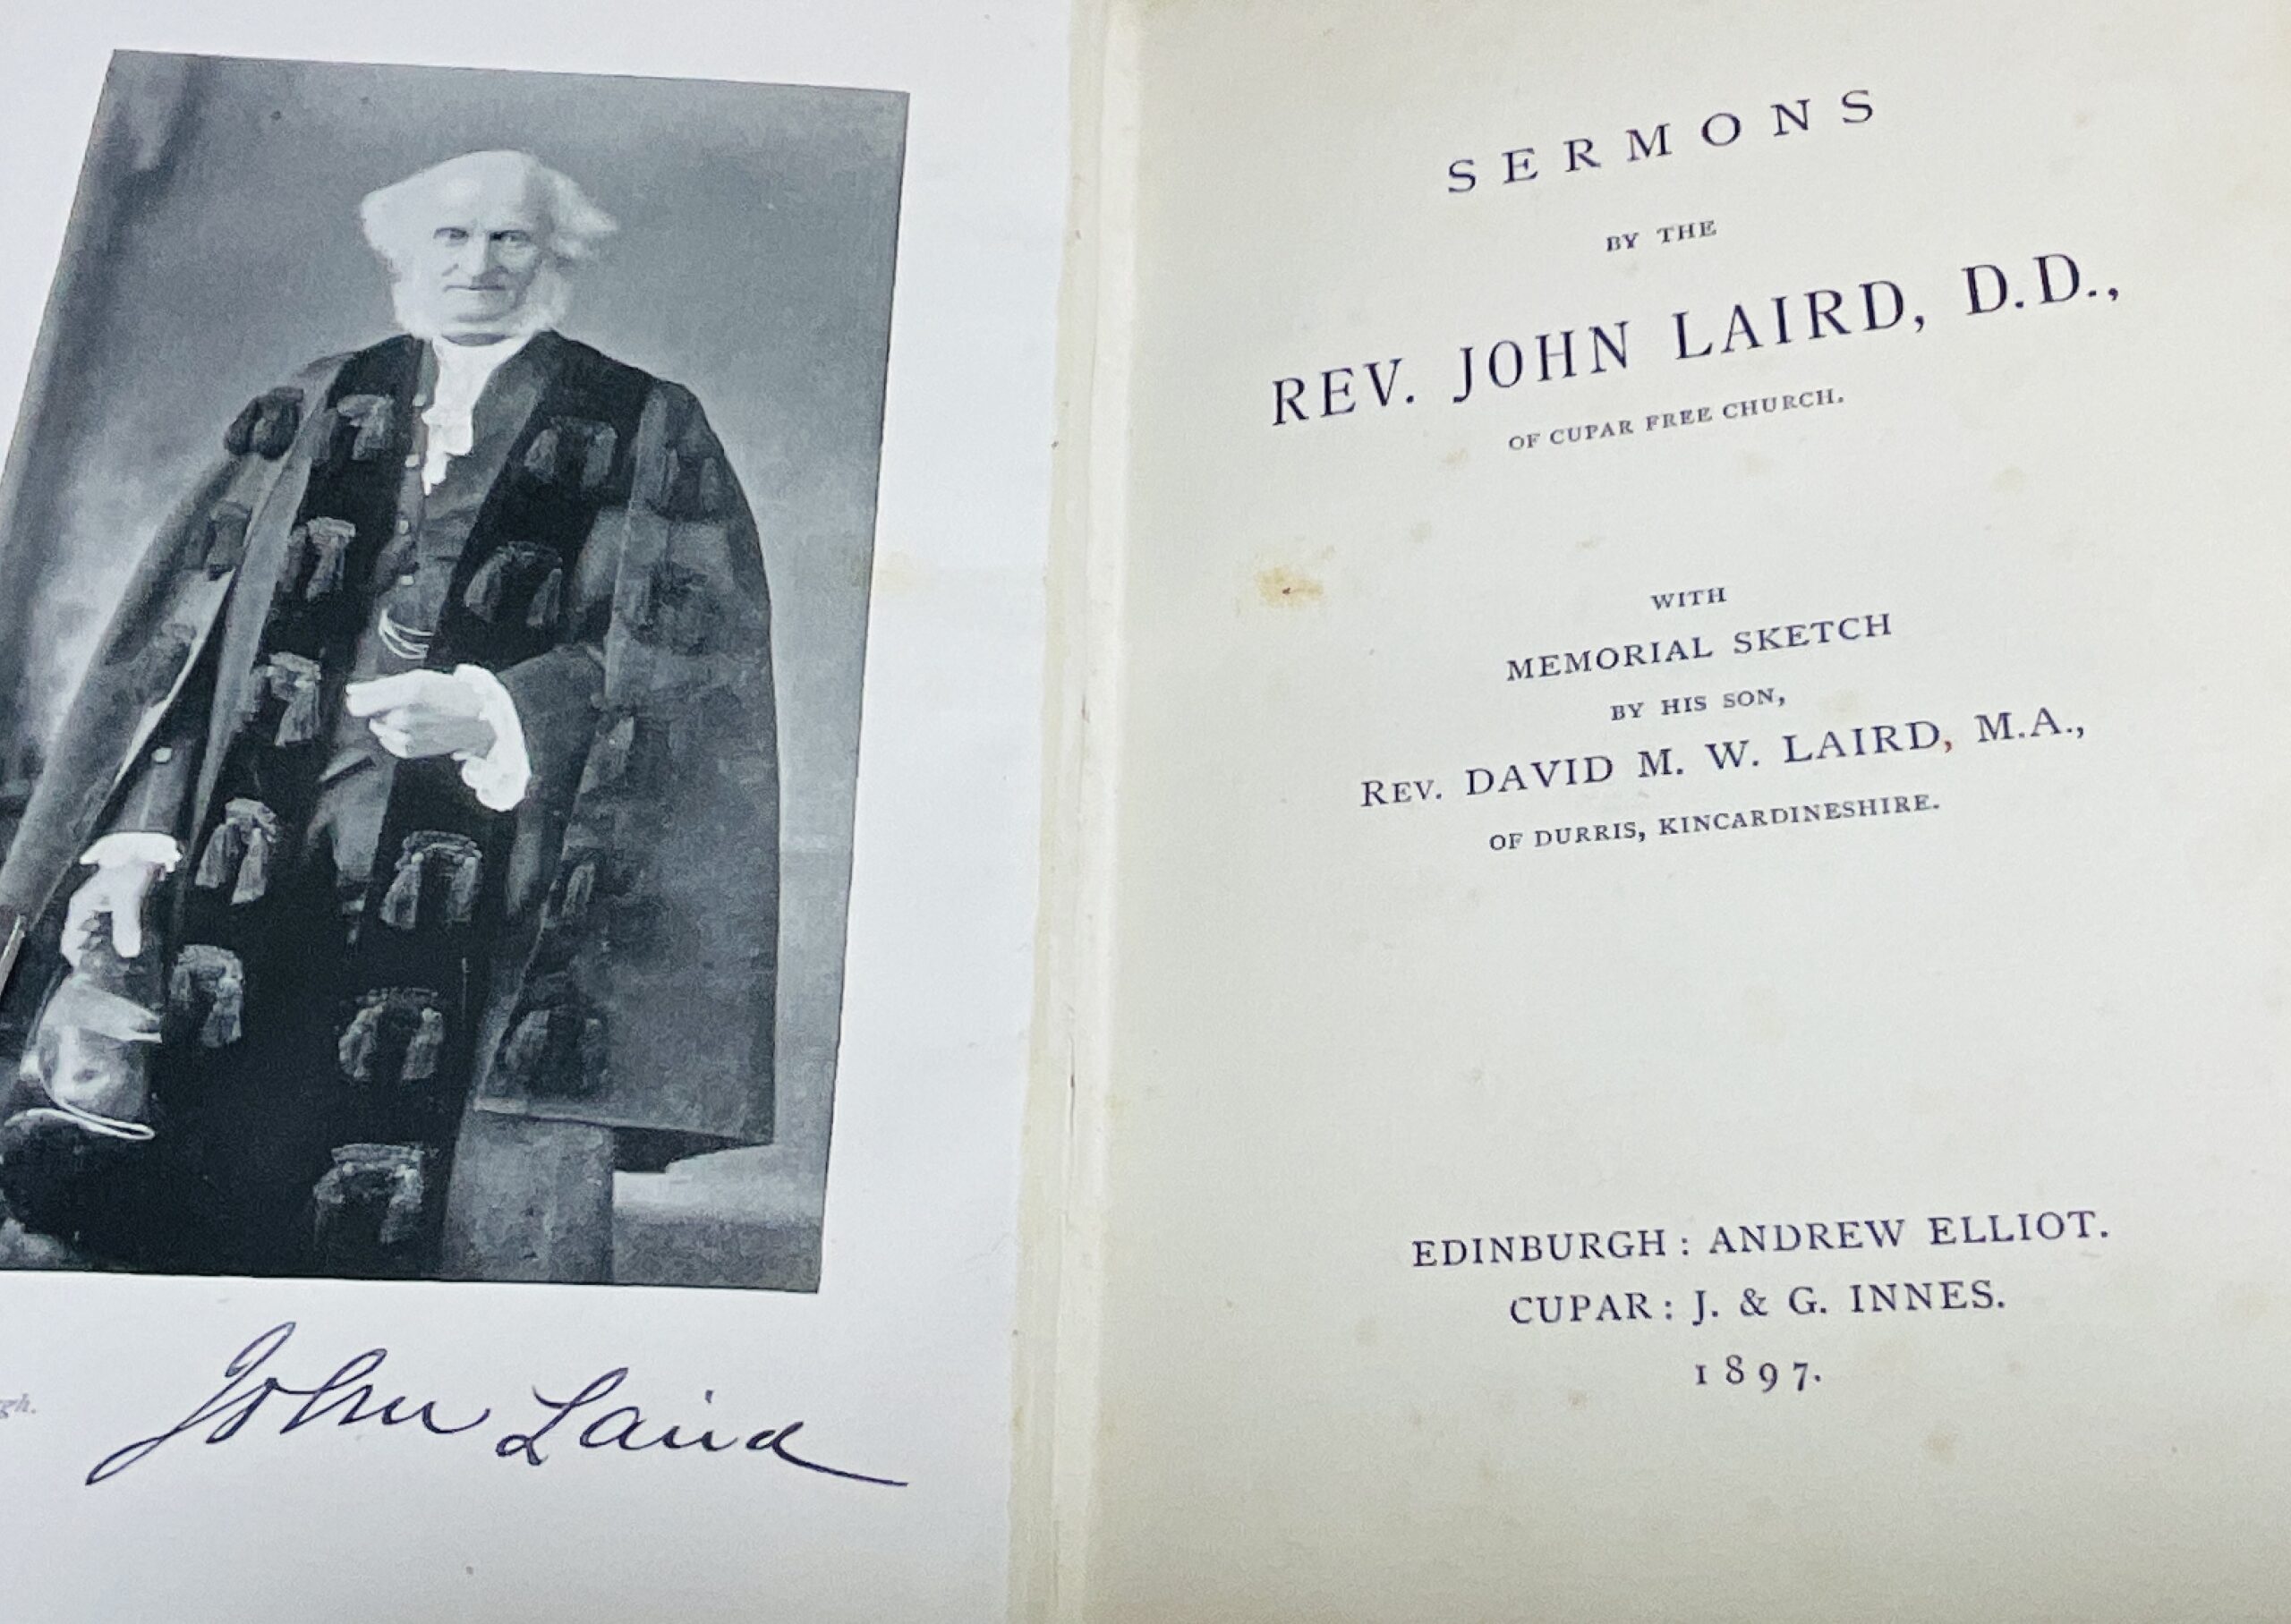 John Laird
SERMONS
BY THE
REV. JOHN LAIRD, D.D.,
OF CUPAR FREE CHURCH.
WITH
MEMORIAL SKETCH
BY HIS SON,
REV. DAVID M. W. LAIRD, M.A.,
OF DURRIS, KINCARDINESHIRE.
EDINBURGH: ANDREW ELLIOT.
CUPAR: J. & G. INNES.
1897.